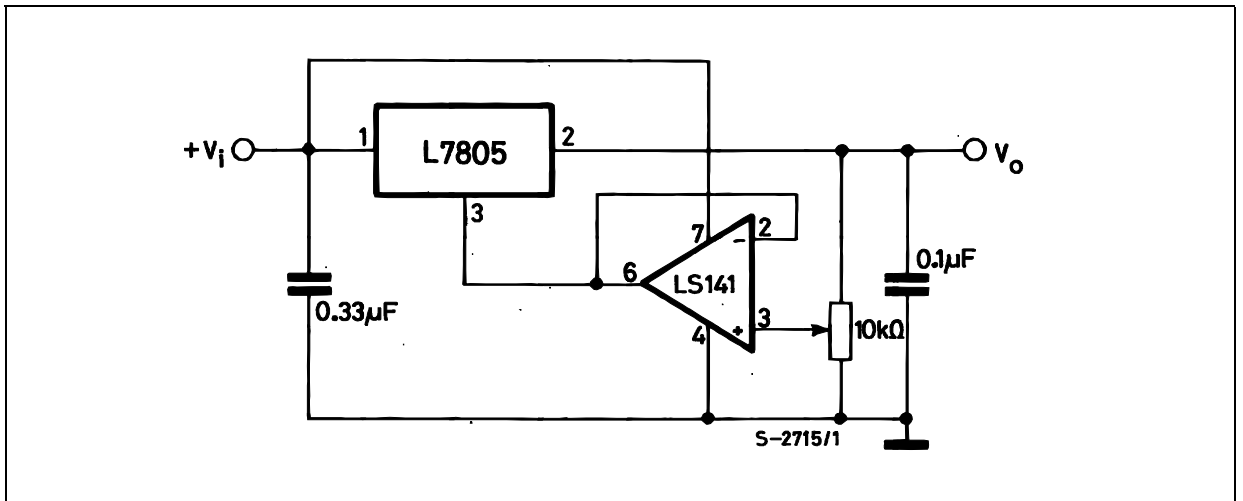 +Vi
1
L7805
2
Vo
3
7
2
-
6
LS141
0.1µF
0.33µF
4
+
3
10kΩ
S-2715/1